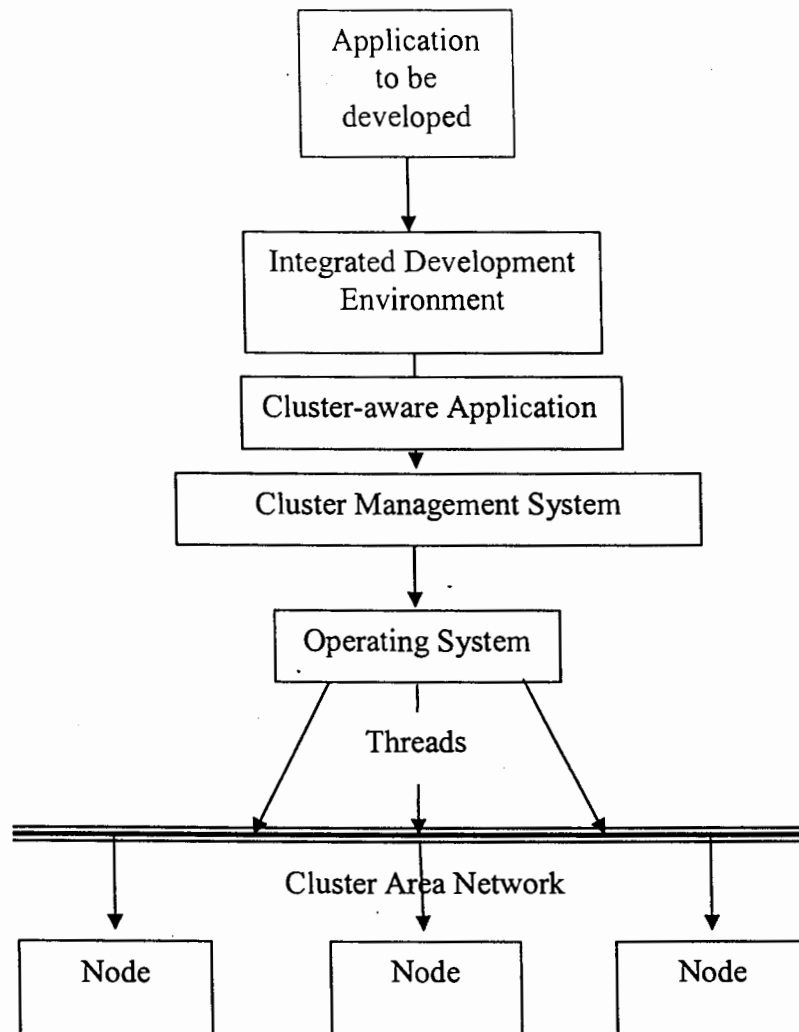 Application
to be
developed
Integrated Development
Environment
Cluster-aware Application
Cluster Management System
Operating System
Threads
Cluster Area Network
Node
Node
Node